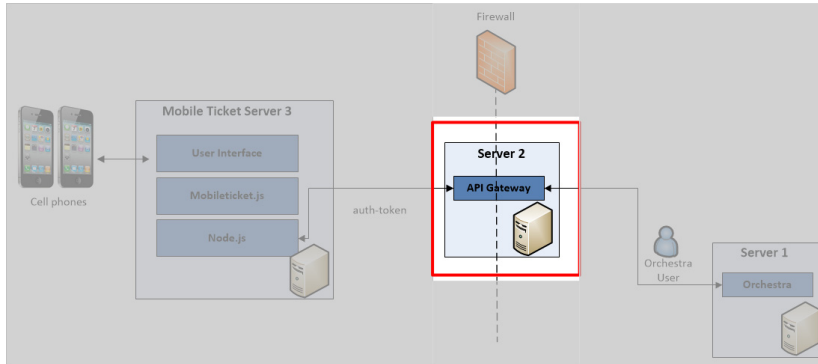 Firewall
Mobile Ticket Server 3
User Interface
Mobileticket.js
Node.js
Cell phones
auth-token
Server 2
API Gateway
Orchestra
User
Server 1
Orchestra